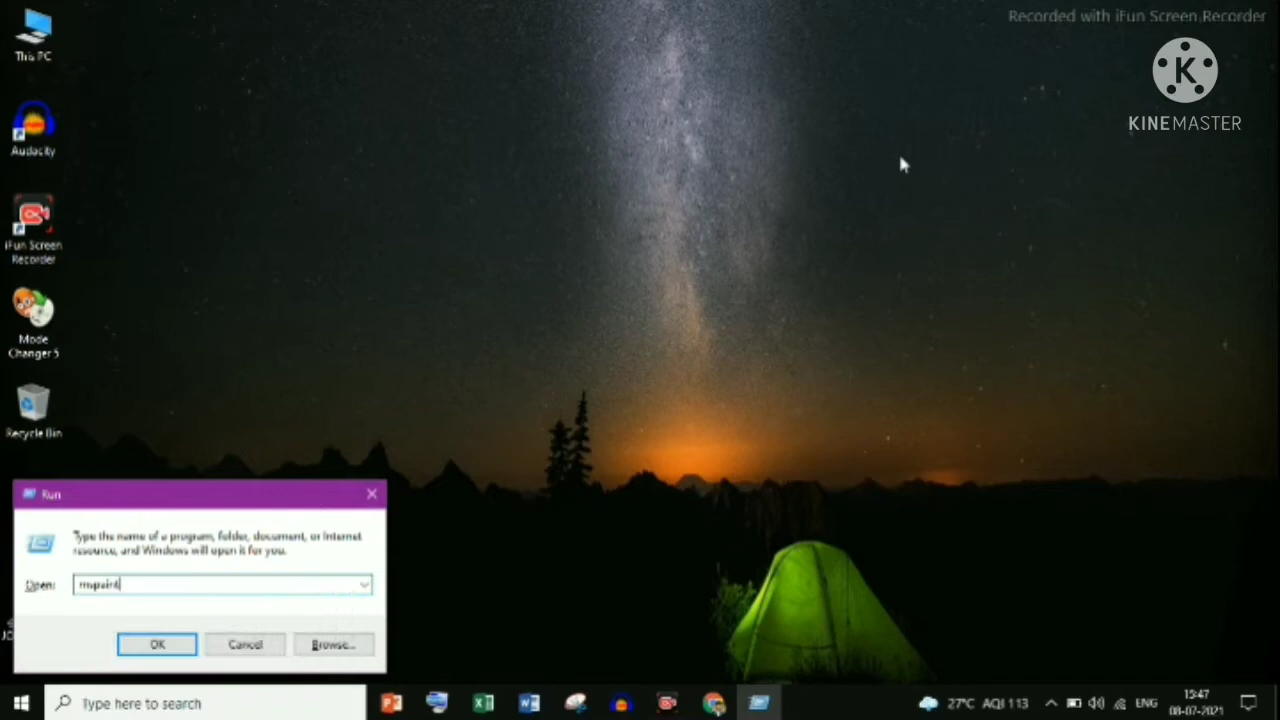 Recorded with iFun Screen Recorder
K
KINEMASTER
This PC
Audacity
iFun Screen
Recorder
Mode
Changer 5
Recycle Bin
Run
Type the name of a program, folder, document, or Internet
resource, and Windows will open it for you.
Open:
mspaint
OK
Cancel
Browse...
Type here to search
27°C AQI 113
ENG
15:47
08-07-2021